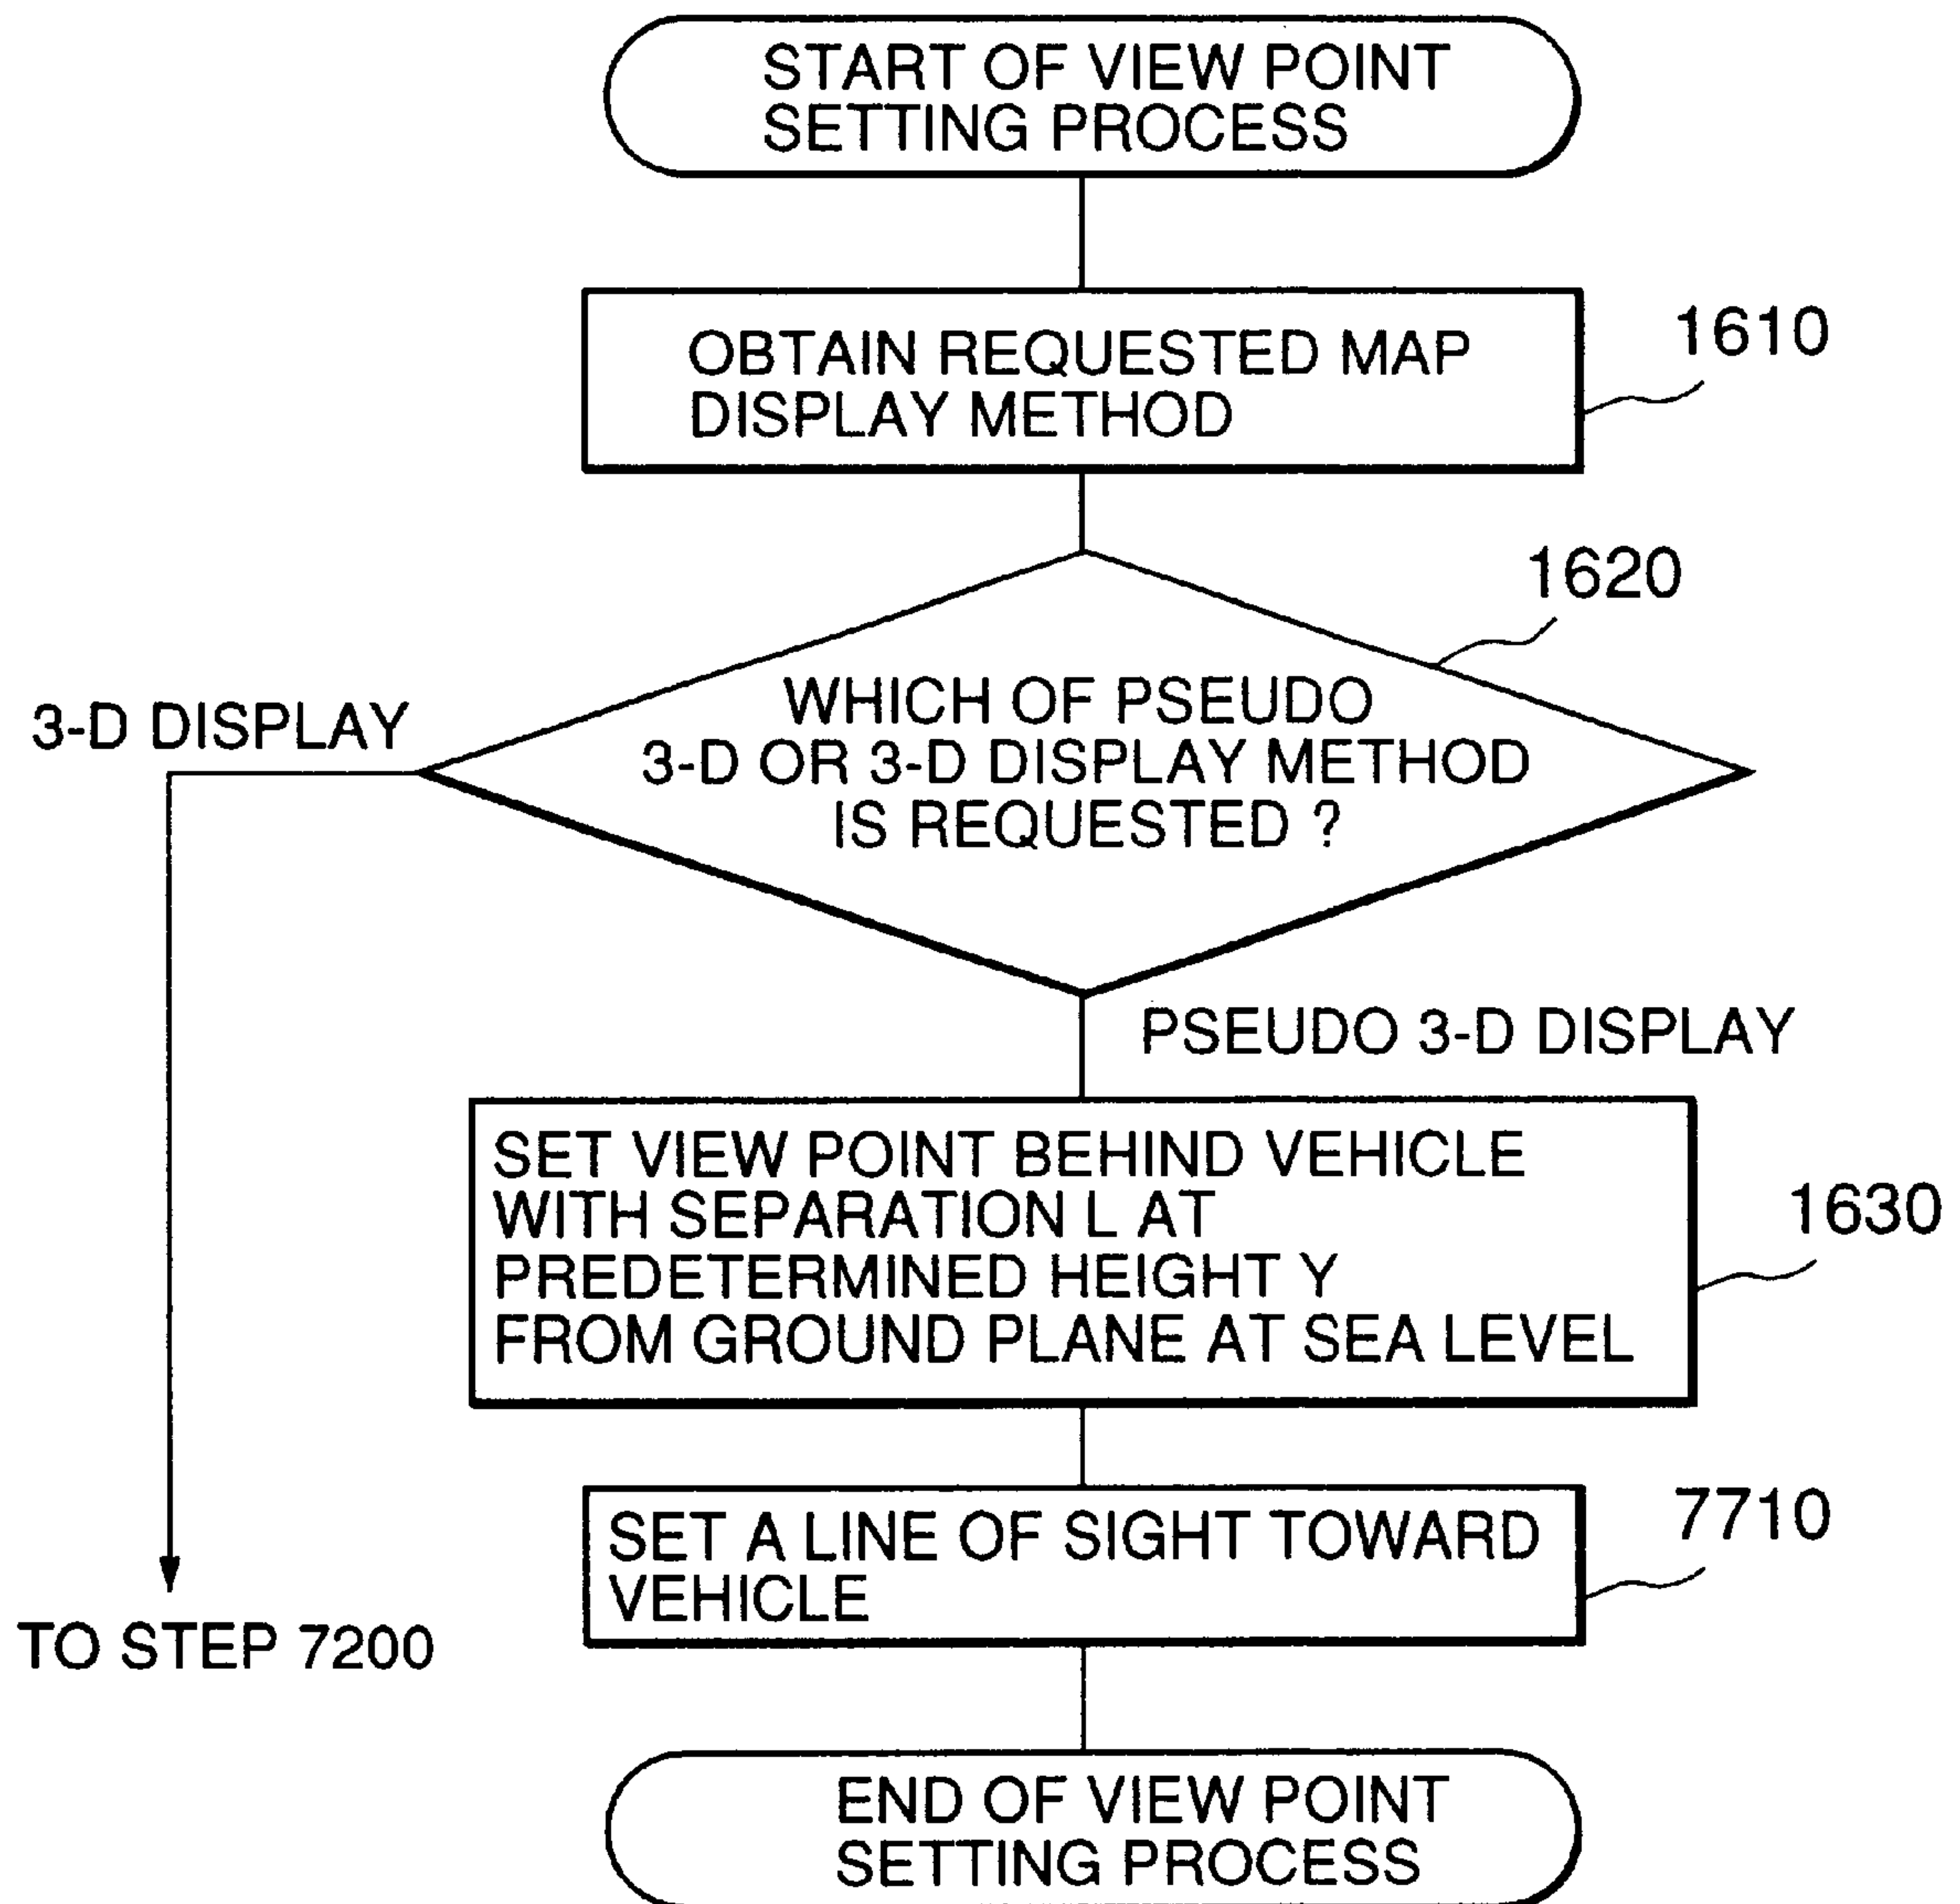 START OF VIEW POINT
SETTING PROCESS
OBTAIN REQUESTED MAP
DISPLAY METHOD
1610
1620
WHICH OF PSEUDO
3-D OR 3-D DISPLAY METHOD
IS REQUESTED ?
3-D DISPLAY
PSEUDO 3-D DISPLAY
SET VIEW POINT BEHIND VEHICLE
WITH SEPARATION L AT
PREDETERMINED HEIGHT Y
FROM GROUND PLANE AT SEA LEVEL
1630
SET A LINE OF SIGHT TOWARD
VEHICLE
7710
TO STEP 7200
END OF VIEW POINT
SETTING PROCESS